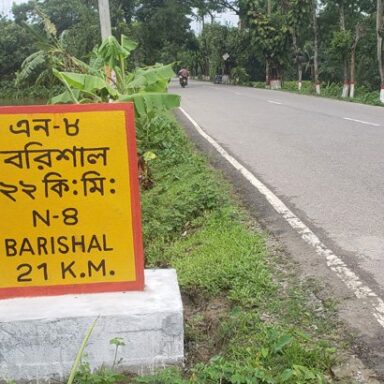 এন-৮
বরিশাল
২২ কি:মি:
N-8
BARISHAL
21 K.M.